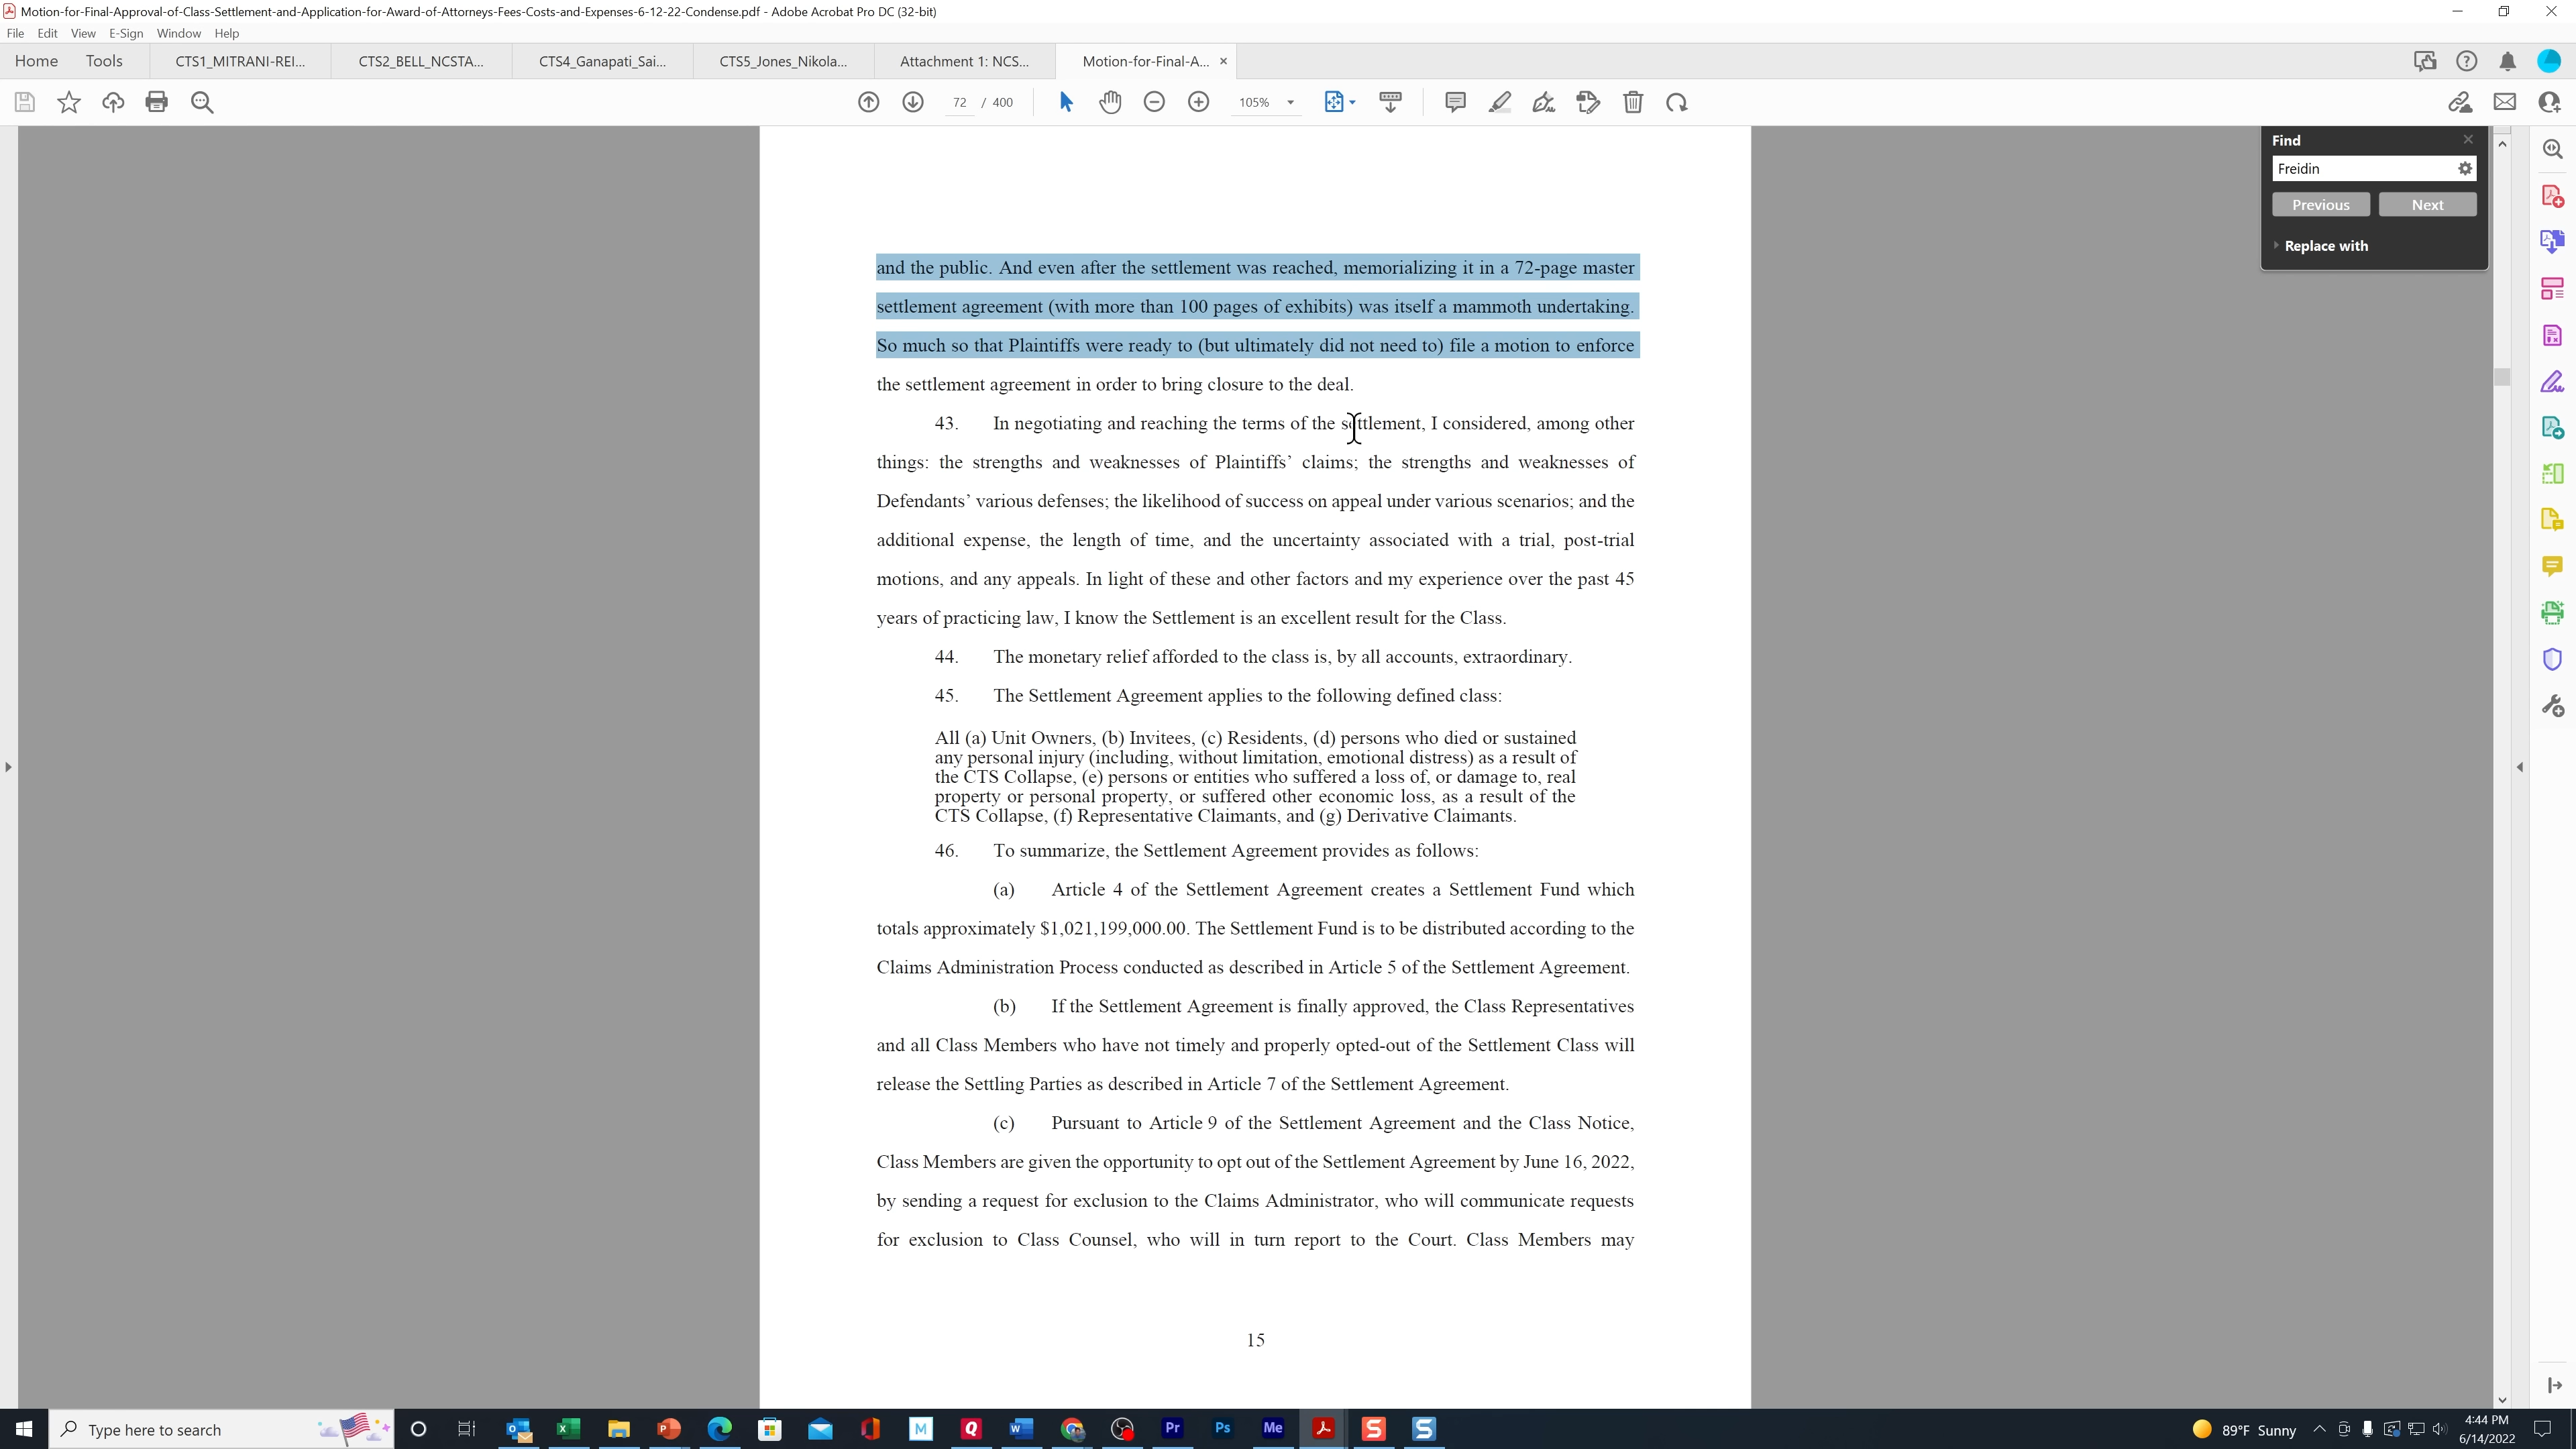 Motion-for-Final-Approval-of-Class-Settlement-and-Application-for-Award-of-Attorneys-Fees-Costs-and-Expenses-6-12-22-Condense.pdf - Adobe Acrobat Pro DC (32-bit)
File Edit View E-Sign Window Help
Home Tools CTS1_MITRANI-REI... CTS2_BELL_NCSTA... CTS4_Ganapati_Sai... CTS5_Jones_Nikola... Attachment 1: NCS... Motion-for-Final-A... ×
72 / 400 105%
Find
Freidin
Previous Next
Replace with
and the public. And even after the settlement was reached, memorializing it in a 72-page master
settlement agreement (with more than 100 pages of exhibits) was itself a mammoth undertaking.
So much so that Plaintiffs were ready to (but ultimately did not need to) file a motion to enforce
the settlement agreement in order to bring closure to the deal.
43. In negotiating and reaching the terms of the settlement, I considered, among other
things: the strengths and weaknesses of Plaintiffs’ claims; the strengths and weaknesses of
Defendants’ various defenses; the likelihood of success on appeal under various scenarios; and the
additional expense, the length of time, and the uncertainty associated with a trial, post-trial
motions, and any appeals. In light of these and other factors and my experience over the past 45
years of practicing law, I know the Settlement is an excellent result for the Class.
44. The monetary relief afforded to the class is, by all accounts, extraordinary.
45. The Settlement Agreement applies to the following defined class:
All (a) Unit Owners, (b) Invitees, (c) Residents, (d) persons who died or sustained
any personal injury (including, without limitation, emotional distress) as a result of
the CTS Collapse, (e) persons or entities who suffered a loss of, or damage to, real
property or personal property, or suffered other economic loss, as a result of the
CTS Collapse, (f) Representative Claimants, and (g) Derivative Claimants.
46. To summarize, the Settlement Agreement provides as follows:
(a) Article 4 of the Settlement Agreement creates a Settlement Fund which
totals approximately $1,021,199,000.00. The Settlement Fund is to be distributed according to the
Claims Administration Process conducted as described in Article 5 of the Settlement Agreement.
(b) If the Settlement Agreement is finally approved, the Class Representatives
and all Class Members who have not timely and properly opted-out of the Settlement Class will
release the Settling Parties as described in Article 7 of the Settlement Agreement.
(c) Pursuant to Article 9 of the Settlement Agreement and the Class Notice,
Class Members are given the opportunity to opt out of the Settlement Agreement by June 16, 2022,
by sending a request for exclusion to the Claims Administrator, who will communicate requests
for exclusion to Class Counsel, who will in turn report to the Court. Class Members may
15
Type here to search
M Q W Pr Ps Me S S
89°F Sunny
4:44 PM
6/14/2022